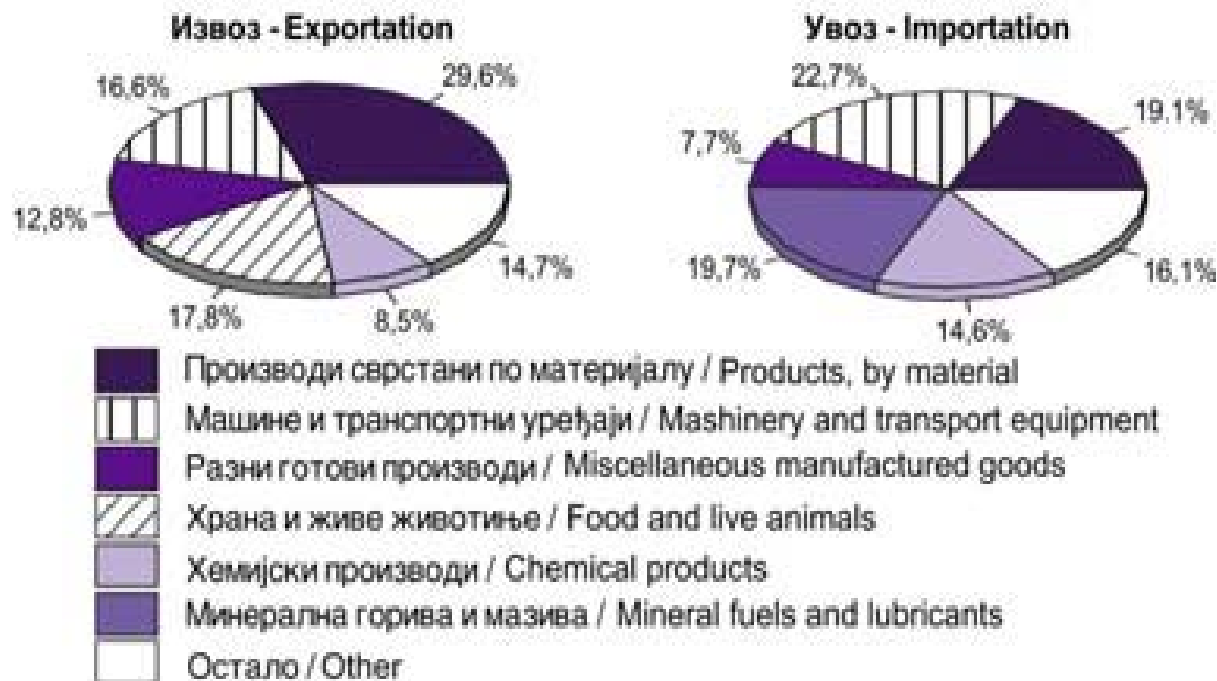 Извоз - Exportation
Увоз - Importation
16,6%
29,6%
12,8%
14,7%
17,8%
8,5%
22,7%
19,1%
7,7%
19,7%
16,1%
14,6%
Производи сврстани по материјалу / Products, by material
Машине и транспортни уређаји / Mashinery and transport equipment
Разни готови производи / Miscellaneous manufactured goods
Храна и живе животиње / Food and live animals
Хемијски производи / Chemical products
Минерална горива и мазива / Mineral fuels and lubricants
Остало / Other